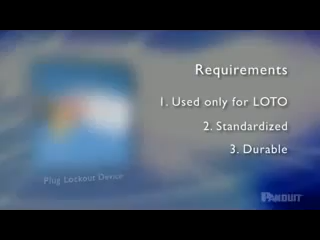 Requirements
1. Used only for LOTO
2. Standardized
3. Durable
Plug Lockout Device
PANDUIT